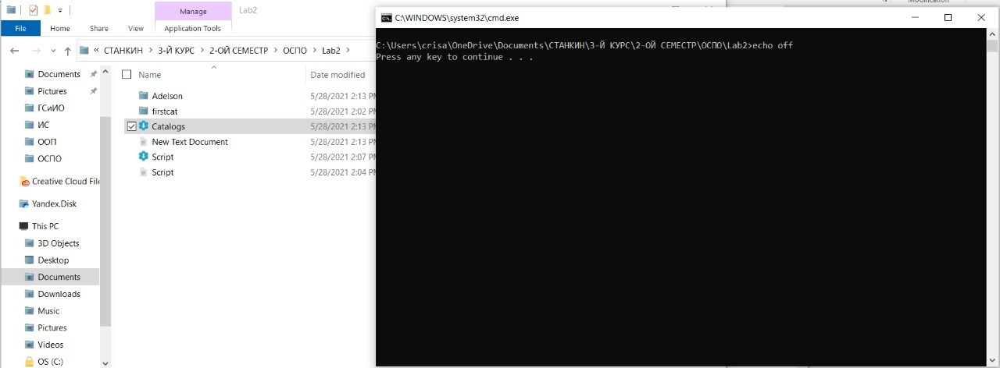 Manage
Lab2
File
Home
Share
View
Application Tools
« СТАНКИН > 3-Й КУРС > 2-ОЙ СЕМЕСТР > ОСПО > Lab2 >
Documents
Pictures
ГСиИО
ИС
ООП
ОСПО
Creative Cloud File
Yandex.Disk
This PC
3D Objects
Desktop
Documents
Downloads
Music
Pictures
Videos
OS (C:)
Name Date modified
Adelson 5/28/2021 2:13 PM
firstcat 5/28/2021 2:02 PM
Catalogs 5/28/2021 2:13 PM
New Text Document 5/28/2021 2:13 PM
Script 5/28/2021 2:07 PM
Script 5/28/2021 2:04 PM
C:\WINDOWS\system32\cmd.exe
C:\Users\crisa\OneDrive\Documents\СТАНКИН\3-Й КУРС\2-ОЙ СЕМЕСТР\ОСПО\Lab2>echo off
Press any key to continue . . .